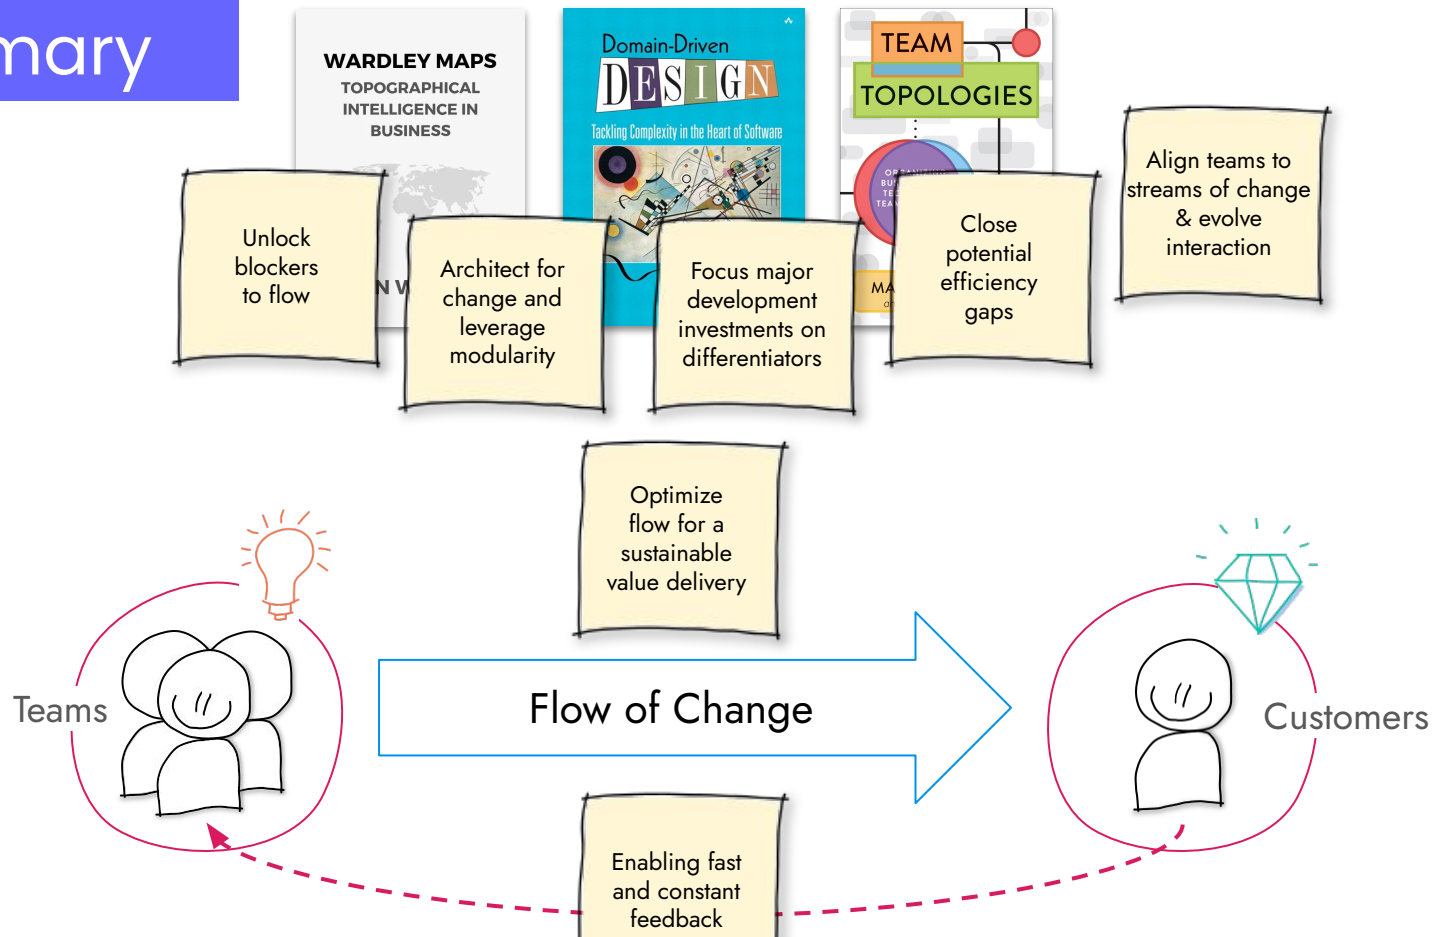 mary
WARDLEY MAPS
TOPOGRAPHICAL
INTELLIGENCE IN
BUSINESS
N W
Domain-Driven
DESIGN
Tackling Complexity in the Heart of Software
TEAM
TOPOLOGIES
MA
Unlock
blockers
to flow
Architect for
change and
leverage
modularity
Focus major
development
investments on
differentiators
Close
potential
efficiency
gaps
Align teams to
streams of change
& evolve
interaction
Optimize
flow for a
sustainable
value delivery
Teams
Flow of Change
Customers
Enabling fast
and constant
feedback